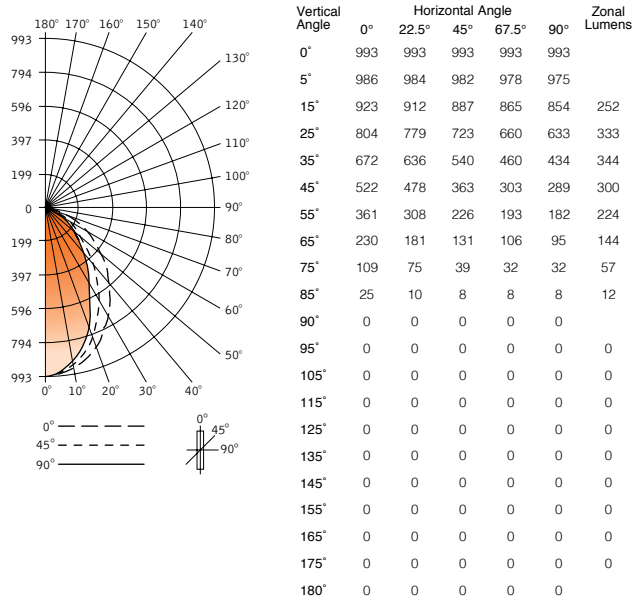 180° 170° 160° 150° 140°
993
794
596
397
199
0
199
397
596
794
993
130°
120°
110°
100°
90°
80°
70°
60°
50°
0° 10° 20° 30° 40°
0°
45°
90°
0°
45°
90°
Vertical Angle Horizontal Angle Zonal Lumens
0° 22.5° 45° 67.5° 90°
0° 993 993 993 993 993
5° 986 984 982 978 975
15° 923 912 887 865 854 252
25° 804 779 723 660 633 333
35° 672 636 540 460 434 344
45° 522 478 363 303 289 300
55° 361 308 226 193 182 224
65° 230 181 131 106 95 144
75° 109 75 39 32 32 57
85° 25 10 8 8 8 12
90° 0 0 0 0 0
95° 0 0 0 0 0 0
105° 0 0 0 0 0 0
115° 0 0 0 0 0 0
125° 0 0 0 0 0 0
135° 0 0 0 0 0 0
145° 0 0 0 0 0 0
155° 0 0 0 0 0 0
165° 0 0 0 0 0 0
175° 0 0 0 0 0 0
180° 0 0 0 0 0